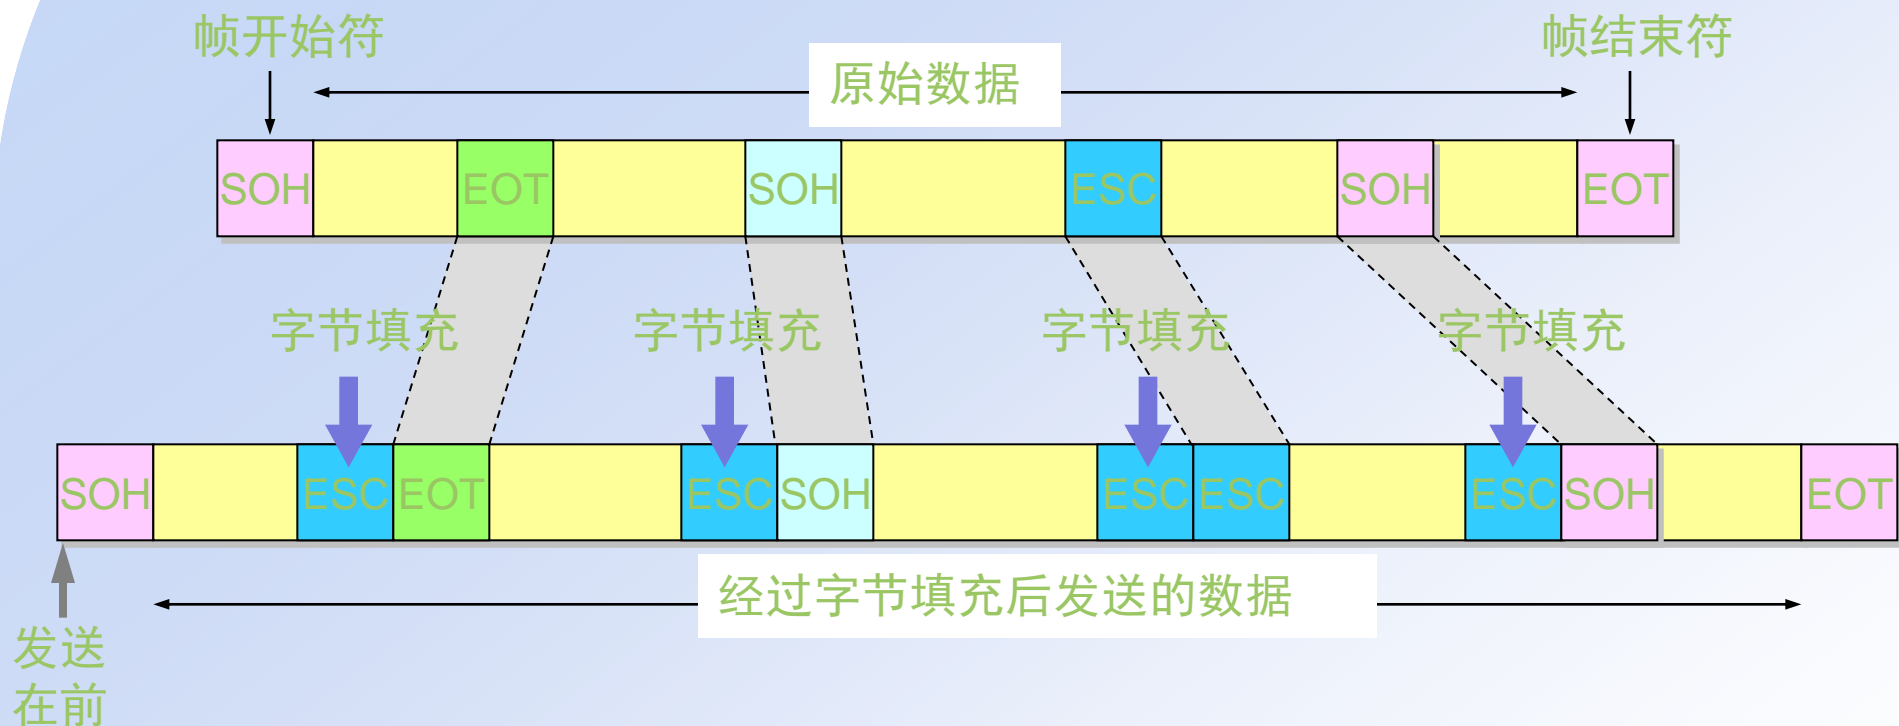 帧开始符
帧结束符
原始数据
SOH EOT SOH ESC SOH EOT
字节填充 字节填充 字节填充 字节填充
SOH ESC EOT ESC SOH ESC ESC ESC SOH EOT
经过字节填充后发送的数据
发送
在前